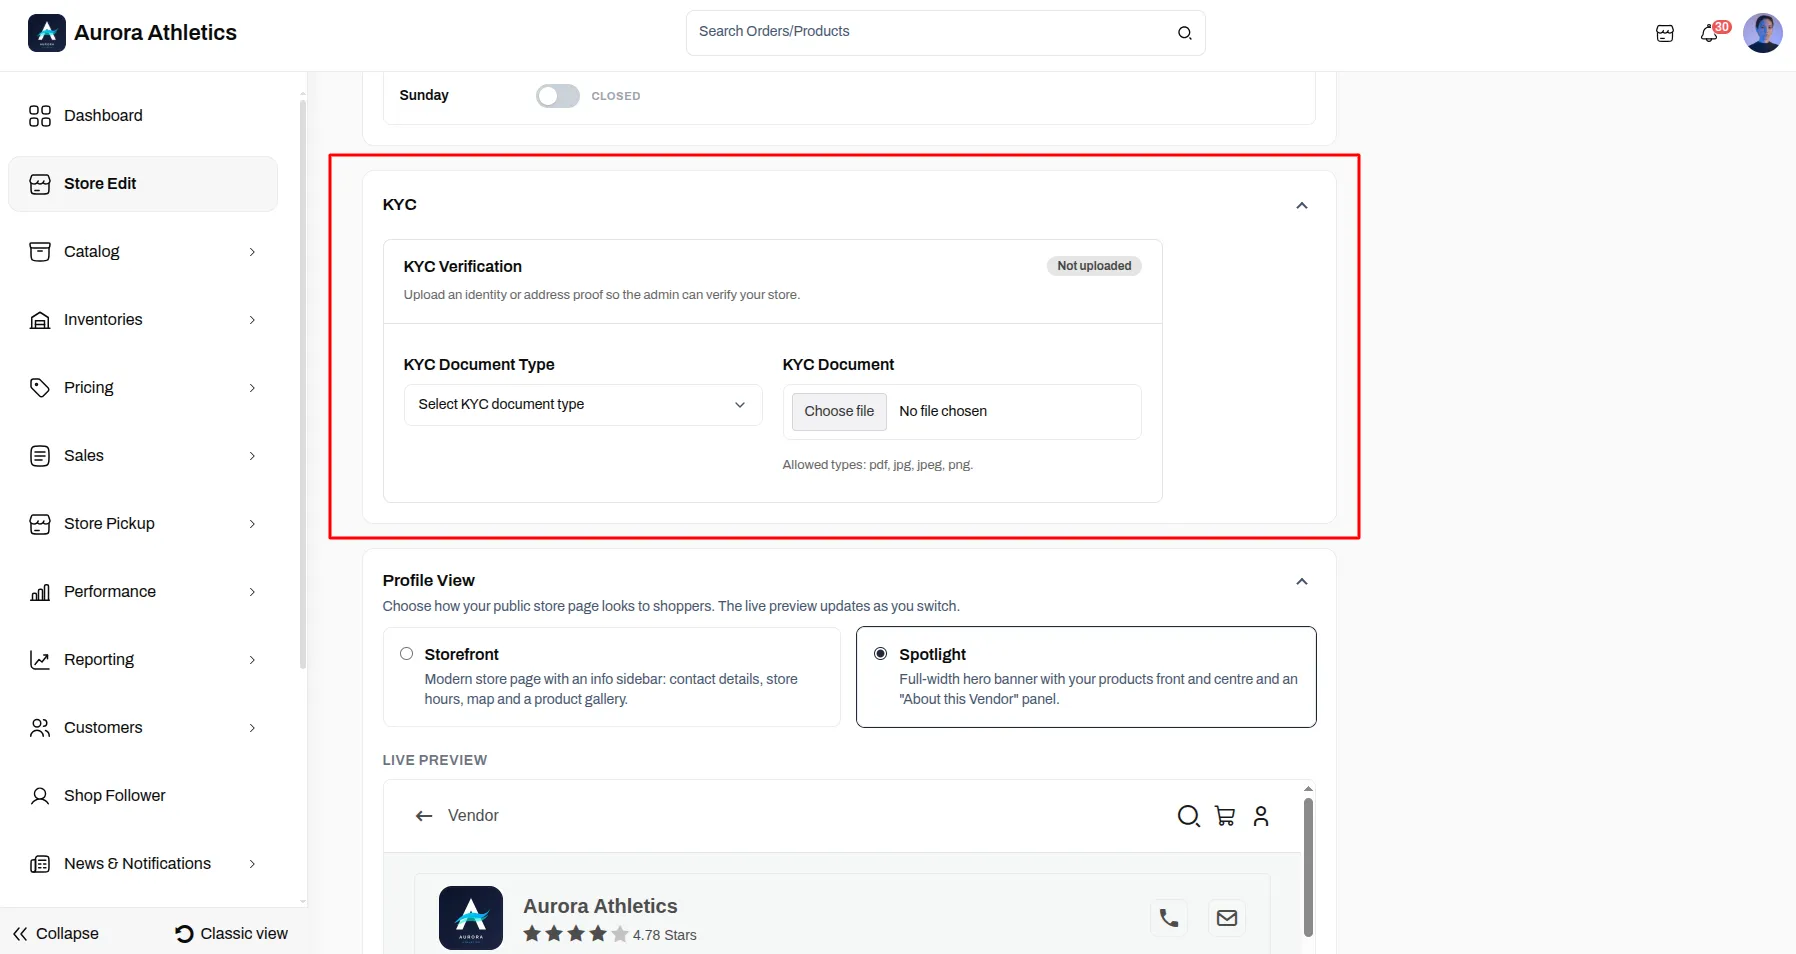 Aurora Athletics
Search Orders/Products
30
Dashboard
Store Edit
Catalog
Inventories
Pricing
Sales
Store Pickup
Performance
Reporting
Customers
Shop Follower
News & Notifications
Collapse
Classic view
Sunday
CLOSED
KYC
KYC Verification
Not uploaded
Upload an identity or address proof so the admin can verify your store.
KYC Document Type
KYC Document
Select KYC document type
Choose file
No file chosen
Allowed types: pdf, jpg, jpeg, png.
Profile View
Choose how your public store page looks to shoppers. The live preview updates as you switch.
Storefront
Modern store page with an info sidebar: contact details, store
hours, map and a product gallery.
Spotlight
Full-width hero banner with your products front and centre and an
"About this Vendor" panel.
LIVE PREVIEW
Vendor
AURORA
Aurora Athletics
4.78 Stars